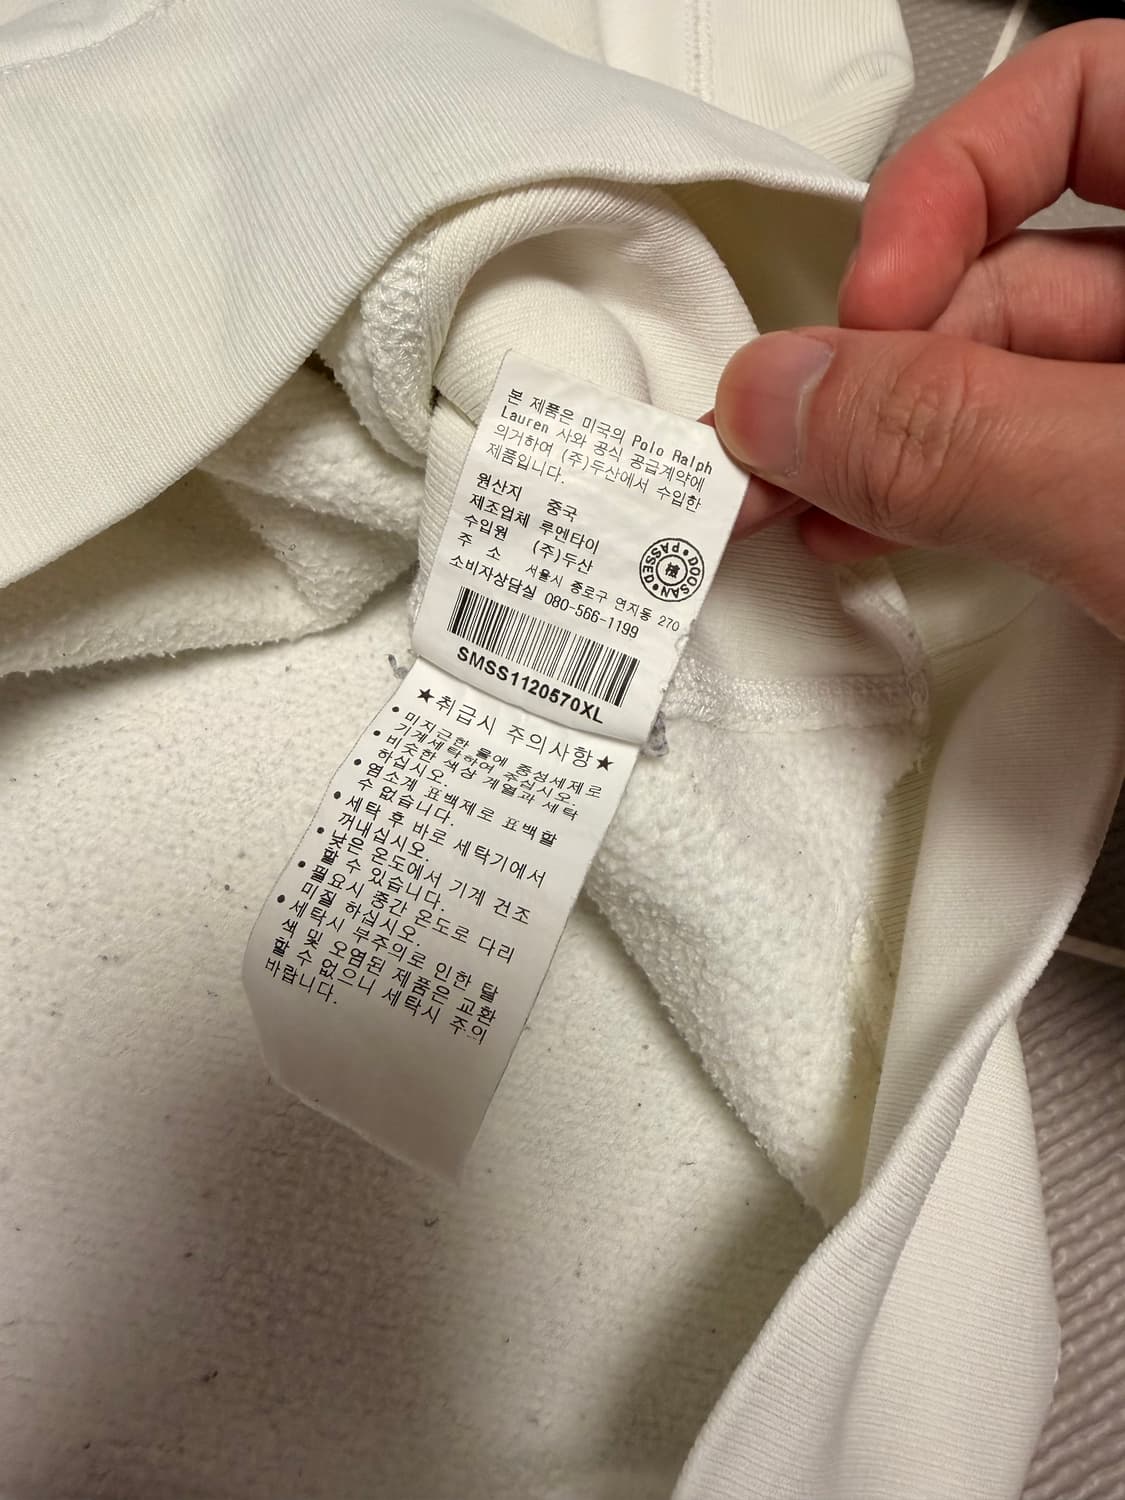 본 제품은 미국의 Polo Ralph
Lauren 사와 공식 공급계약에
의거하여 (주)두산에서 수입한
제품입니다.
원산지 중국
제조업체 루엔타이
수입원 (주)두산
주 소 서울시 종로구 연지동 270
소비자상담실 080-566-1199
DOOSAN·PASSED·
檢
SMSS1120570XL
★취급시 주의사항★
• 미지근한 물에 중성세제로
기계세탁하여 주십시오.
• 비슷한 색상 계열과 세탁
하십시오.
• 염소계 표백제로 표백할
수 없습니다.
• 세탁 후 바로 세탁기에서
꺼내십시오.
• 낮은 온도에서 기계 건조
할 수 있습니다.
• 필요시 중간 온도로 다리
미질 하십시오.
• 세탁시 부주의로 인한 탈
색 및 오염된 제품은 교환
할 수 없으니 세탁시 주의
바랍니다.